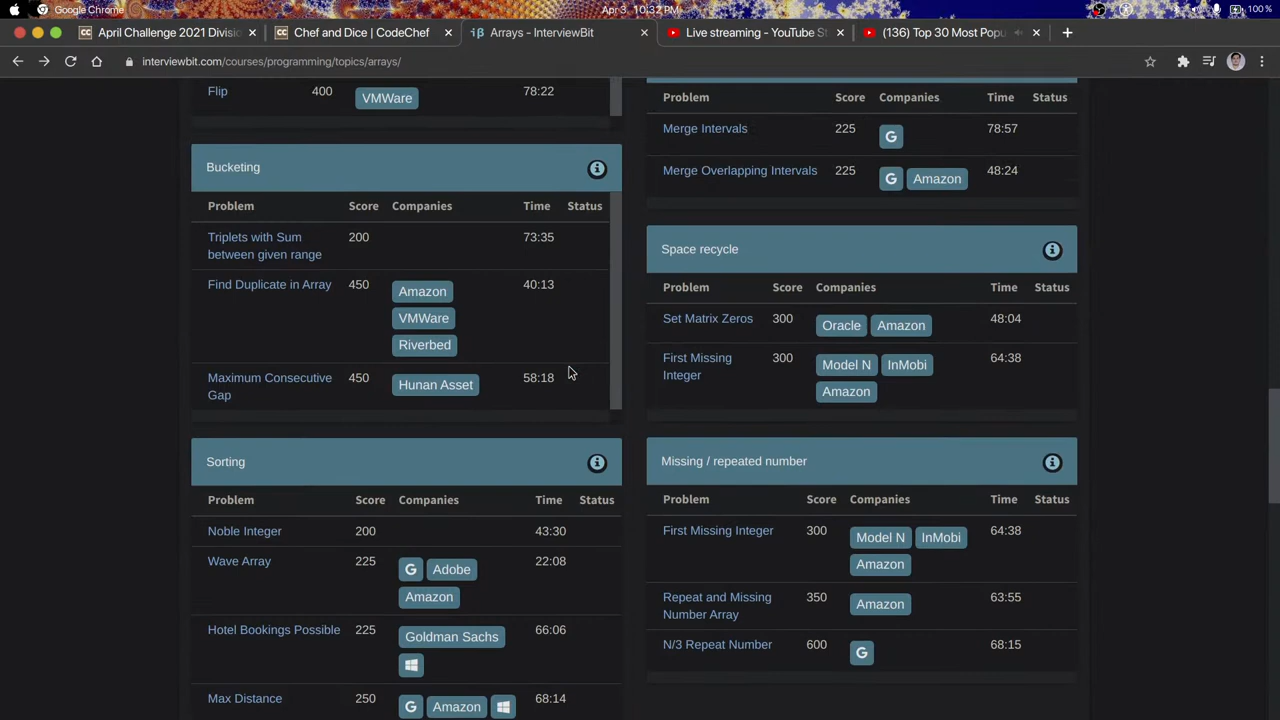 Google Chrome
Apr 3, 10:32 PM
100 %
April Challenge 2021 Divisio
Chef and Dice | CodeChef
Arrays - InterviewBit
Live streaming - YouTube S
(136) Top 30 Most Popu
interviewbit.com/courses/programming/topics/arrays/
Flip 400 VMWare 78:22
Bucketing
Problem Score Companies Time Status
Triplets with Sum 200 73:35
between given range
Find Duplicate in Array 450 Amazon 40:13
VMWare
Riverbed
Maximum Consecutive 450 Hunan Asset 58:18
Gap
Sorting
Problem Score Companies Time Status
Noble Integer 200 43:30
Wave Array 225 G Adobe 22:08
Amazon
Hotel Bookings Possible 225 Goldman Sachs 66:06
Max Distance 250 G Amazon 68:14
Problem Score Companies Time Status
Merge Intervals 225 G 78:57
Merge Overlapping Intervals 225 G Amazon 48:24
Space recycle
Problem Score Companies Time Status
Set Matrix Zeros 300 Oracle Amazon 48:04
First Missing 300 Model N InMobi 64:38
Integer Amazon
Missing / repeated number
Problem Score Companies Time Status
First Missing Integer 300 Model N InMobi 64:38
Amazon
Repeat and Missing 350 Amazon 63:55
Number Array
N/3 Repeat Number 600 G 68:15